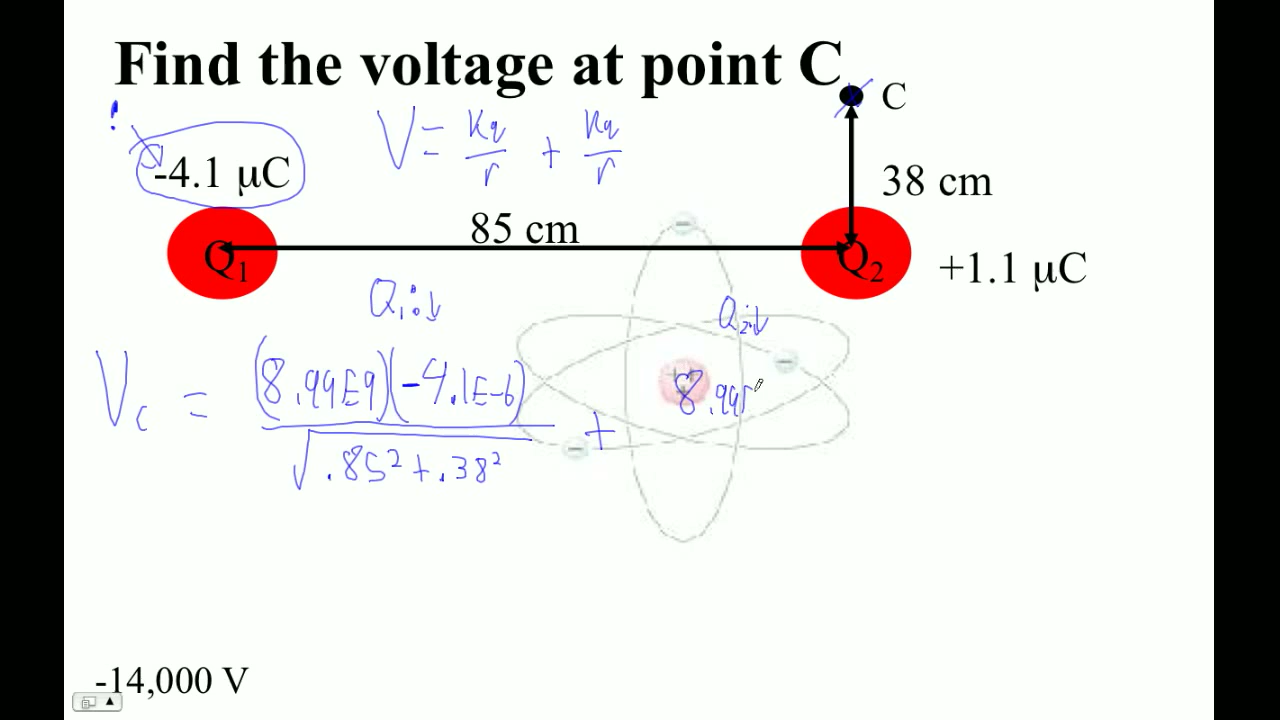 Find the voltage at point C
C
V = kq/r + kq/r
-4.1 μC
38 cm
85 cm
Q₁
Q₂
+1.1 μC
Q₁:↓
Q₂:↓
V꜀ = (8.99E9)(-4.1E-6)/√.85²+.38² + 8.99
-14,000 V